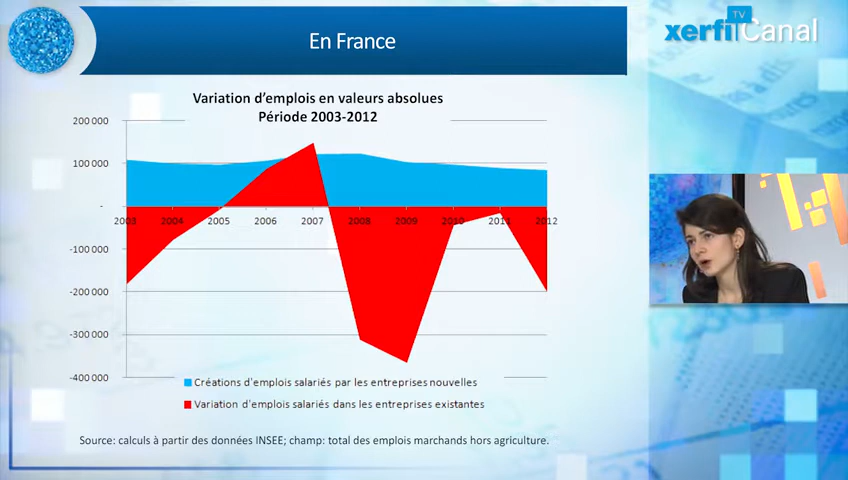 En France
xerfi
TV
Canal
Variation d'emplois en valeurs absolues
Période 2003-2012
200 000
100 000
-
2003 2004 2005 2006 2007 2008 2009 2010 2011 2012
-100 000
-200 000
-300 000
-400 000
Créations d'emplois salariés par les entreprises nouvelles
Variation d'emplois salariés dans les entreprises existantes
Source: calculs à partir des données INSEE; champ: total des emplois marchands hors agriculture.